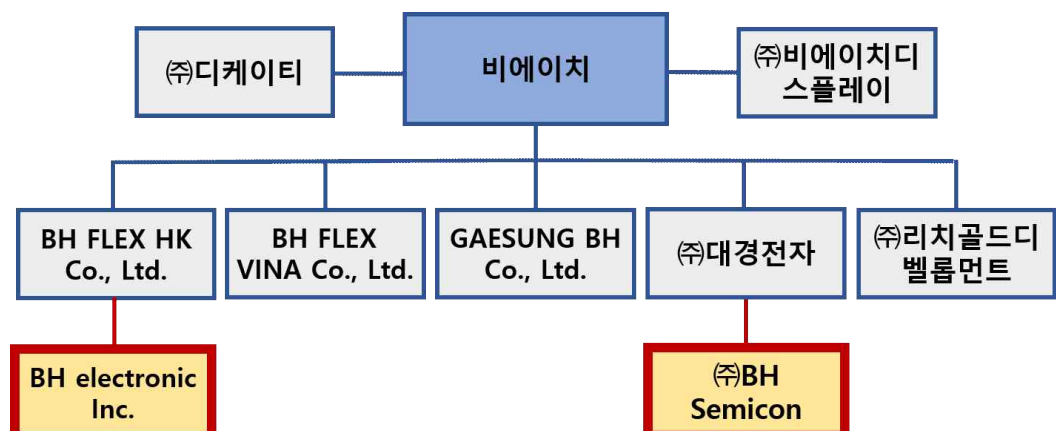 ㈜디케이티
비에이치
㈜비에이치디
스플레이
BH FLEX HK
Co., Ltd.
BH FLEX
VINA Co., Ltd.
GAESUNG BH
Co., Ltd.
㈜대경전자
㈜리치골드디
벨롭먼트
BH electronic
Inc.
㈜BH
Semicon